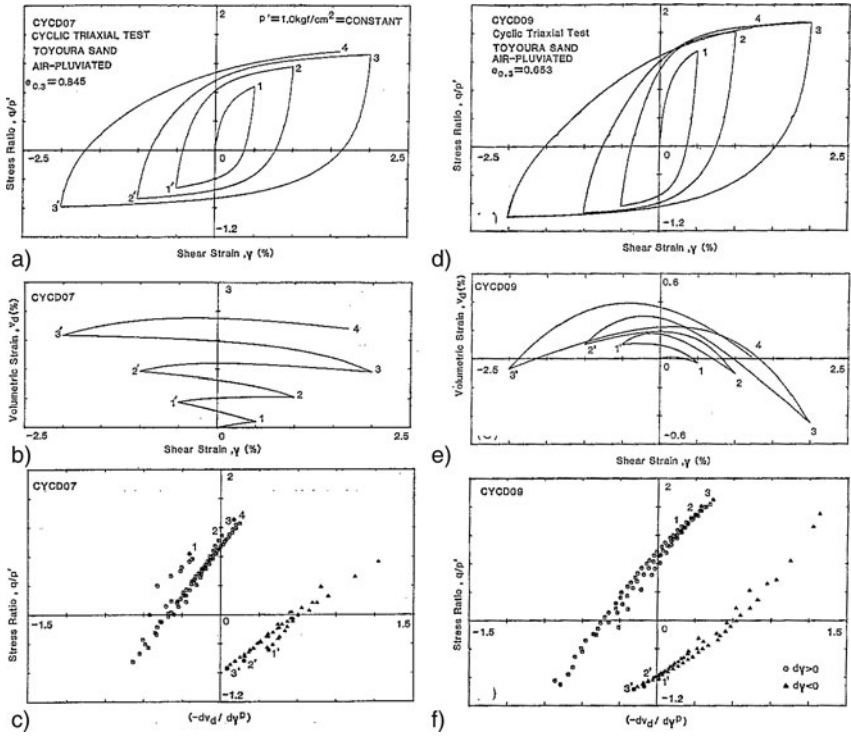 CYCD07
p'=1.0kgf/cm²=CONSTANT
CYCLIC TRIAXIAL TEST
TOYOURA SAND
AIR-PLUVIATED
e0.3=0.845
2
4
3
2
1
Stress Ratio, q/p'
-2.5
0
2.5
1'
2'
3'
-1.2
Shear Strain, γ (%)
a)
CYCD09
Cyclic Triaxial Test
TOYOURA SAND
AIR-PLUVIATED
e0.3=0.653
2
4
3
2
1
Stress Ratio, q/p'
-2.5
0
2.5
)
-1.2
Shear Strain, γ (%)
d)
CYCD07
3
Volumetric Strain, vd(%)
3'
4
2'
3
1'
2
1
-2.5
0
2.5
Shear Strain, γ (%)
b)
CYCD09
0.6
Volumetric Strain, vd(%)
4
2'
1'
-2.5
0
2.5
3'
1
2
3
-0.6
Shear Strain, γ (%)
e)
CYCD07
2
3
4
2
1
Stress Ratio, q/p'
-1.5
0
1.5
3'
2'
1'
-1.2
(-dvd/dγp)
c)
CYCD09
2
3
2
1
Stress Ratio, q/p'
-1.5
0
1.5
2'
1'
3'
dγ>0
dγ<0
)
-1.2
(-dvd/dγp)
f)